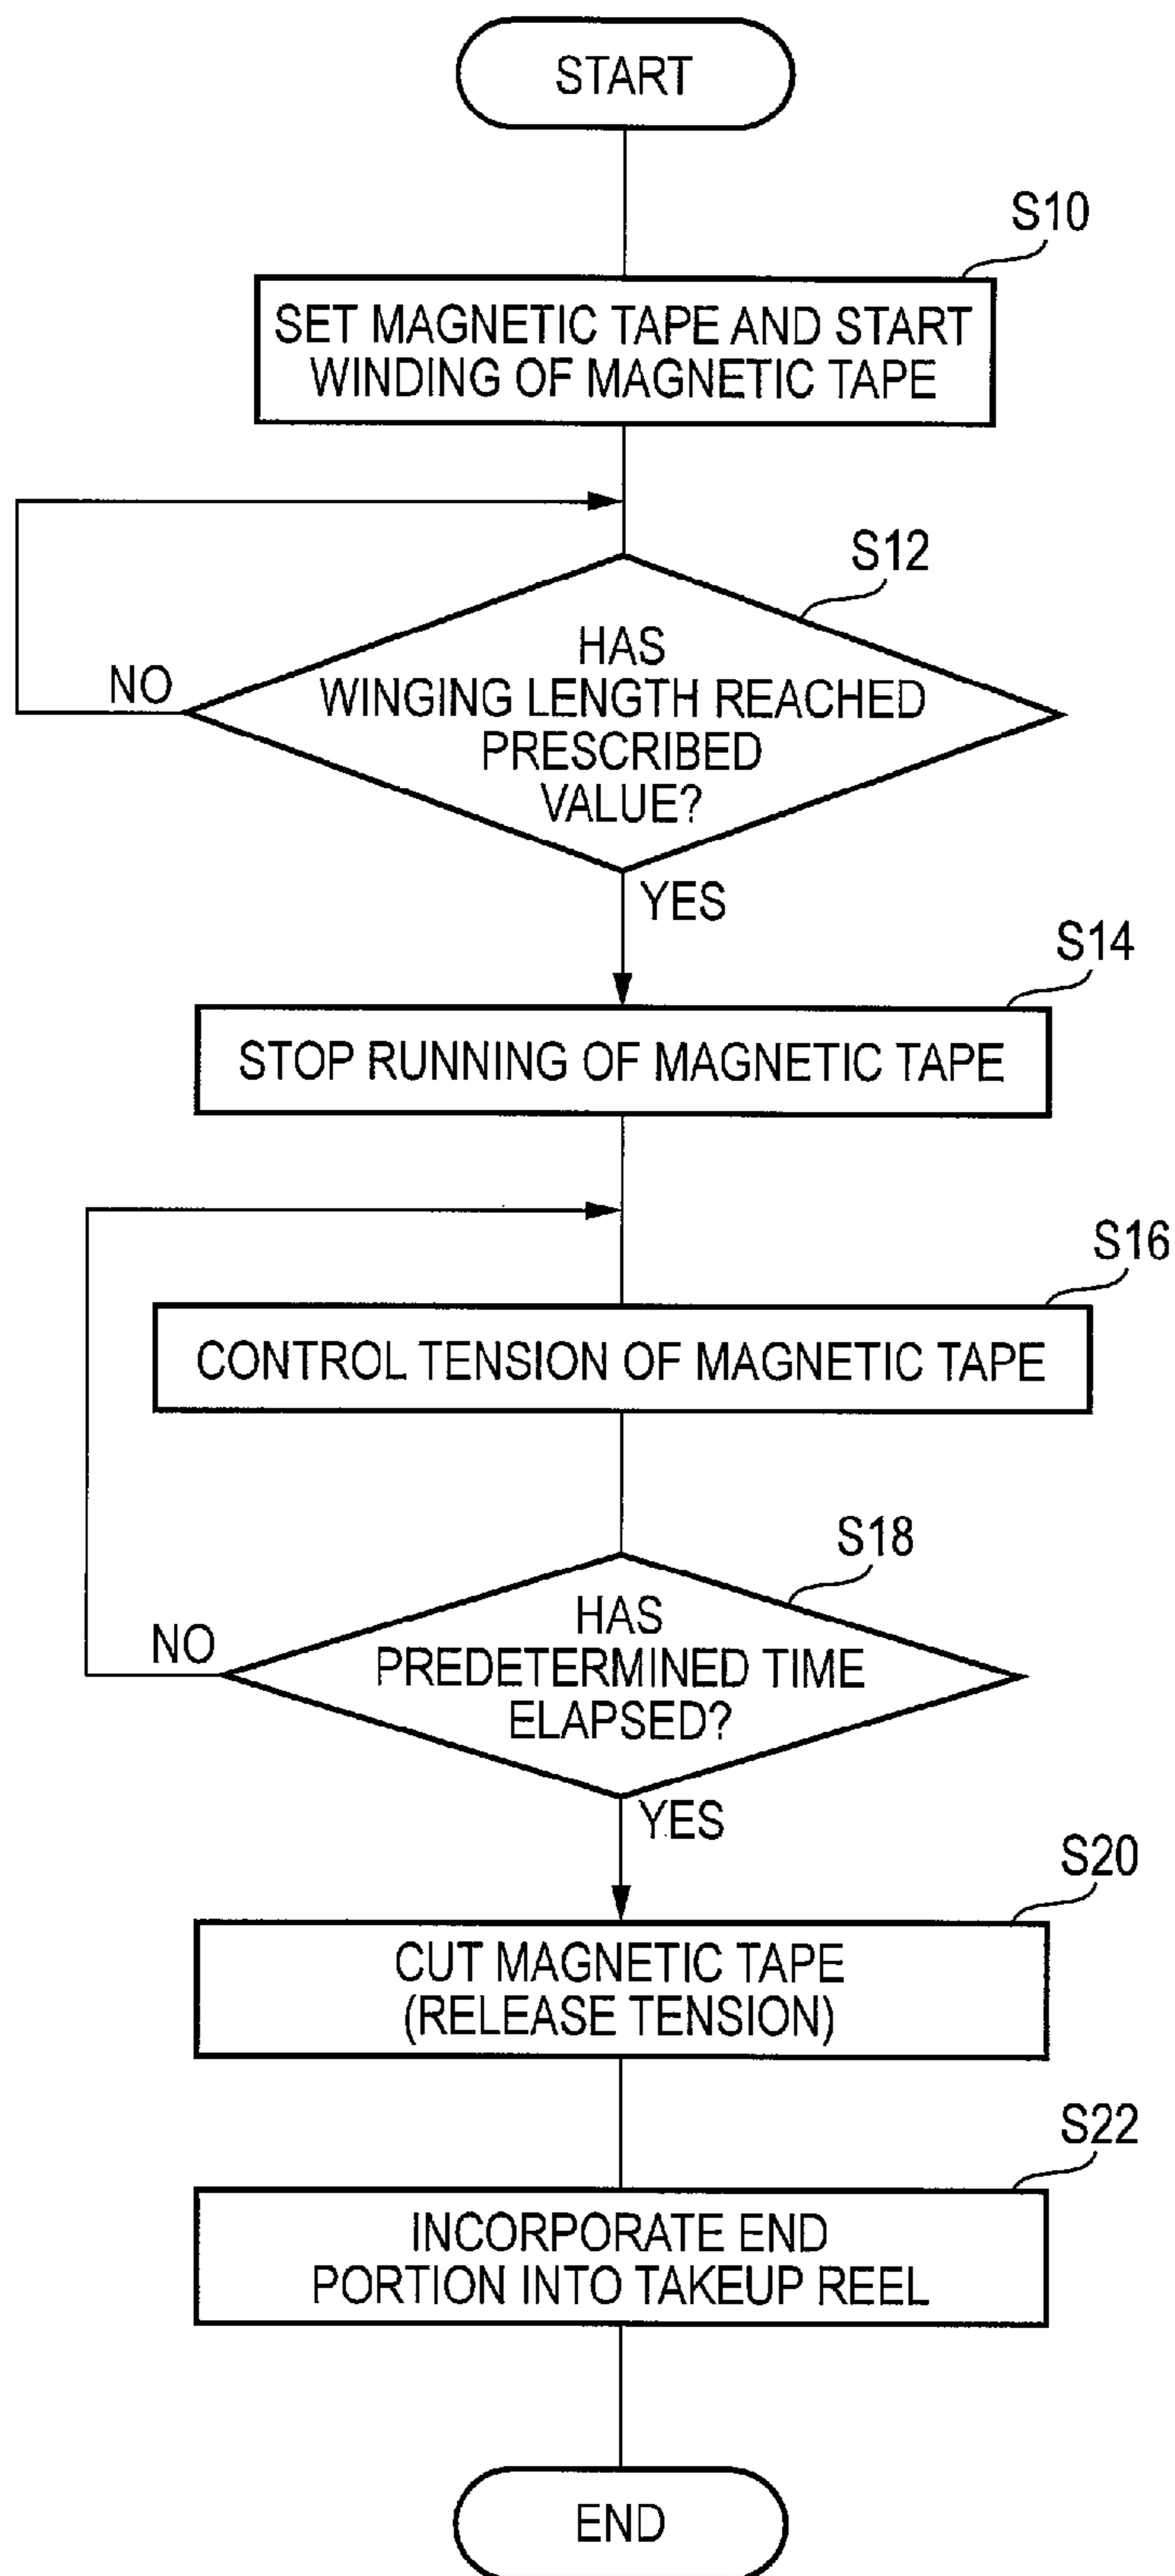 START
S10
SET MAGNETIC TAPE AND START
WINDING OF MAGNETIC TAPE
S12
HAS
WINGING LENGTH REACHED
PRESCRIBED
VALUE?
NO
YES
S14
STOP RUNNING OF MAGNETIC TAPE
S16
CONTROL TENSION OF MAGNETIC TAPE
S18
HAS
PREDETERMINED TIME
ELAPSED?
NO
YES
S20
CUT MAGNETIC TAPE
(RELEASE TENSION)
S22
INCORPORATE END
PORTION INTO TAKEUP REEL
END